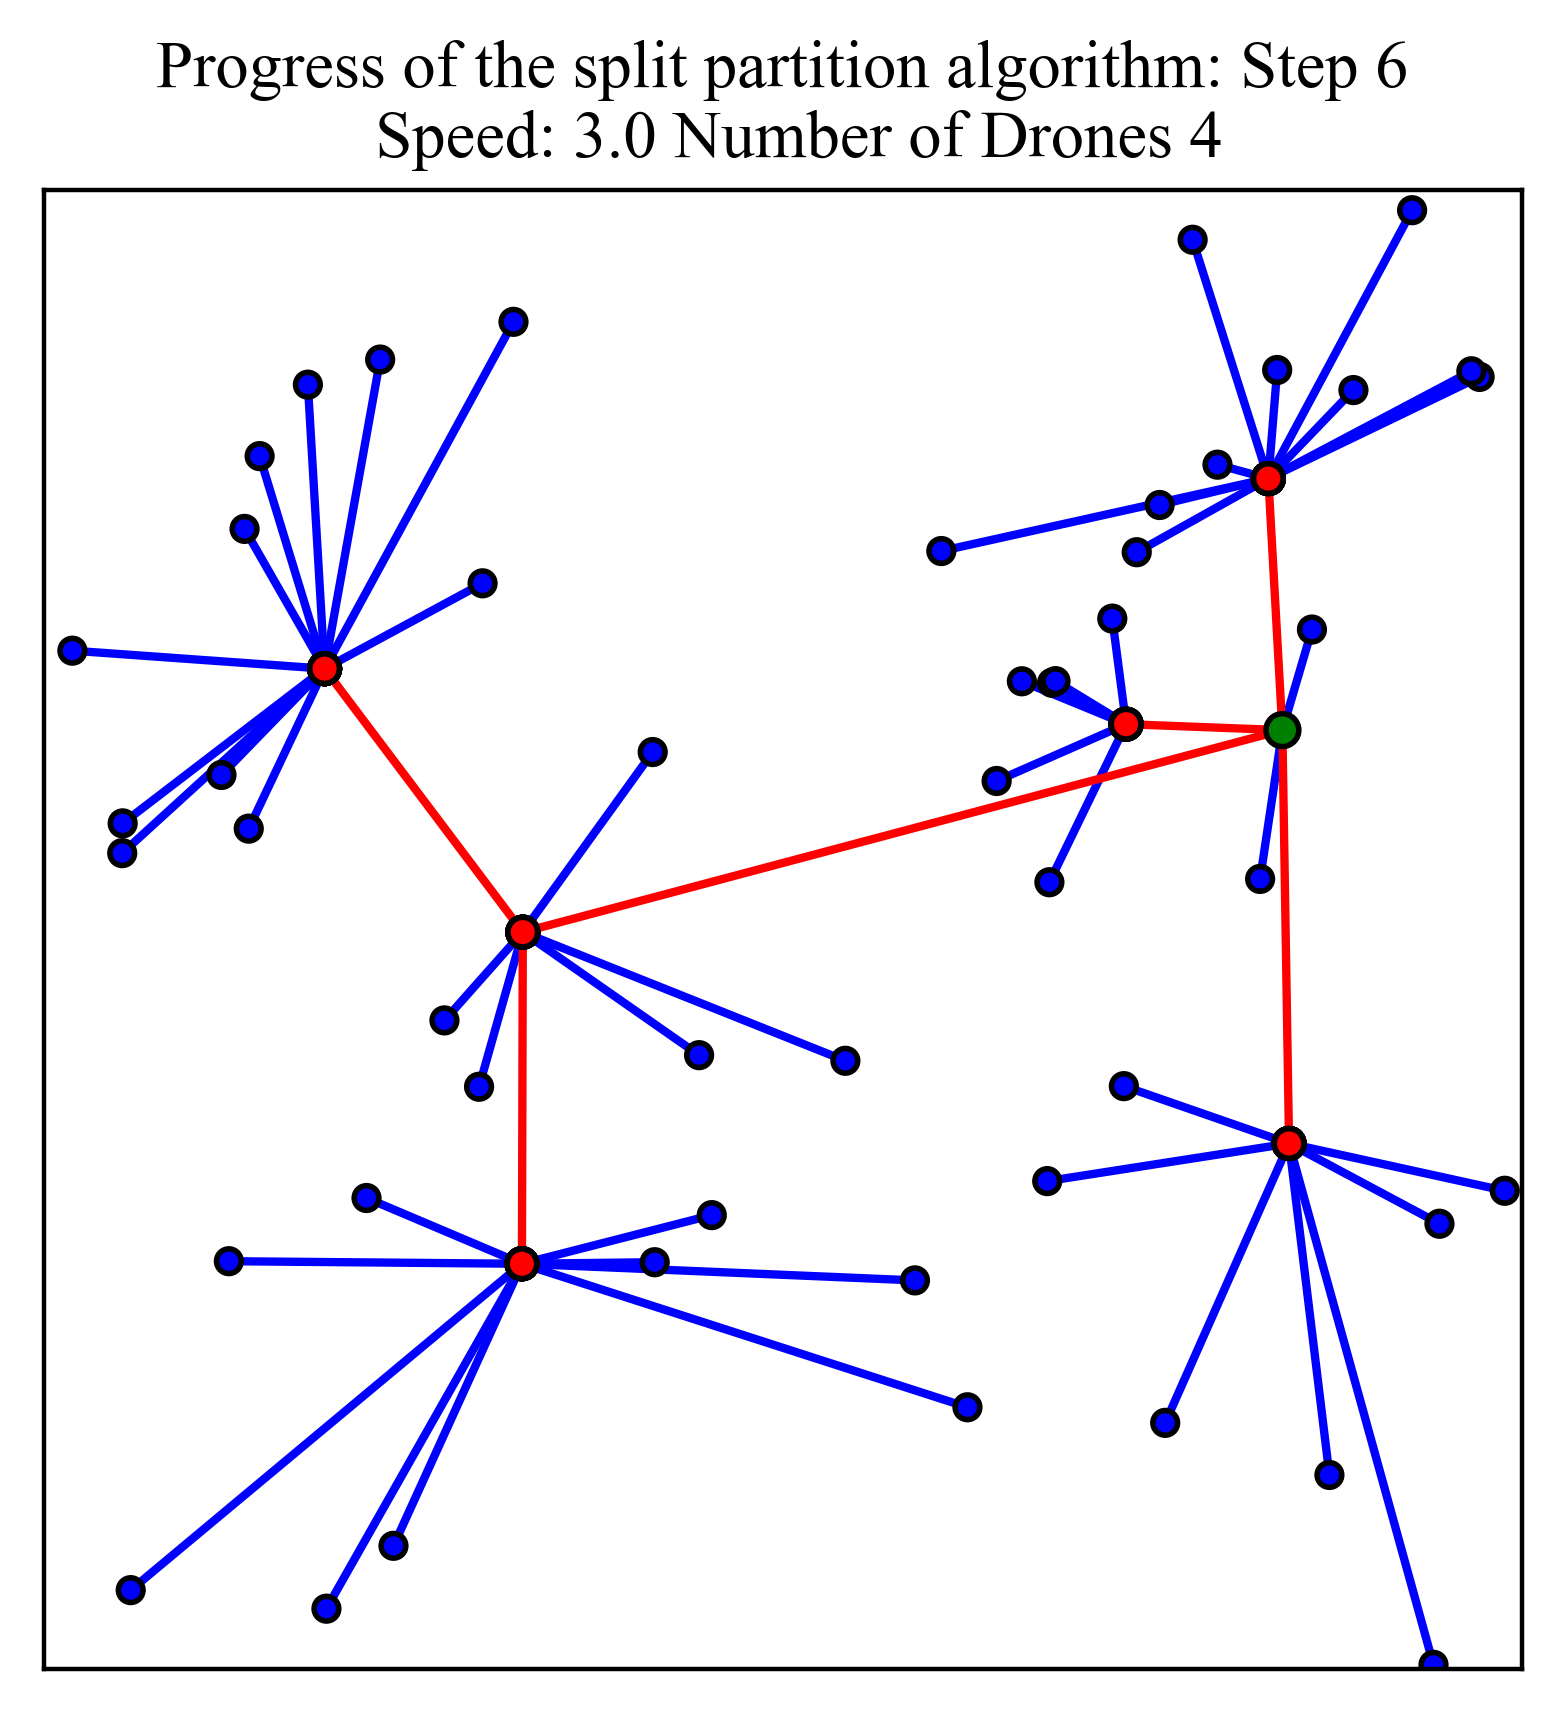 Progress of the split partition algorithm: Step 6
Speed: 3.0 Number of Drones 4